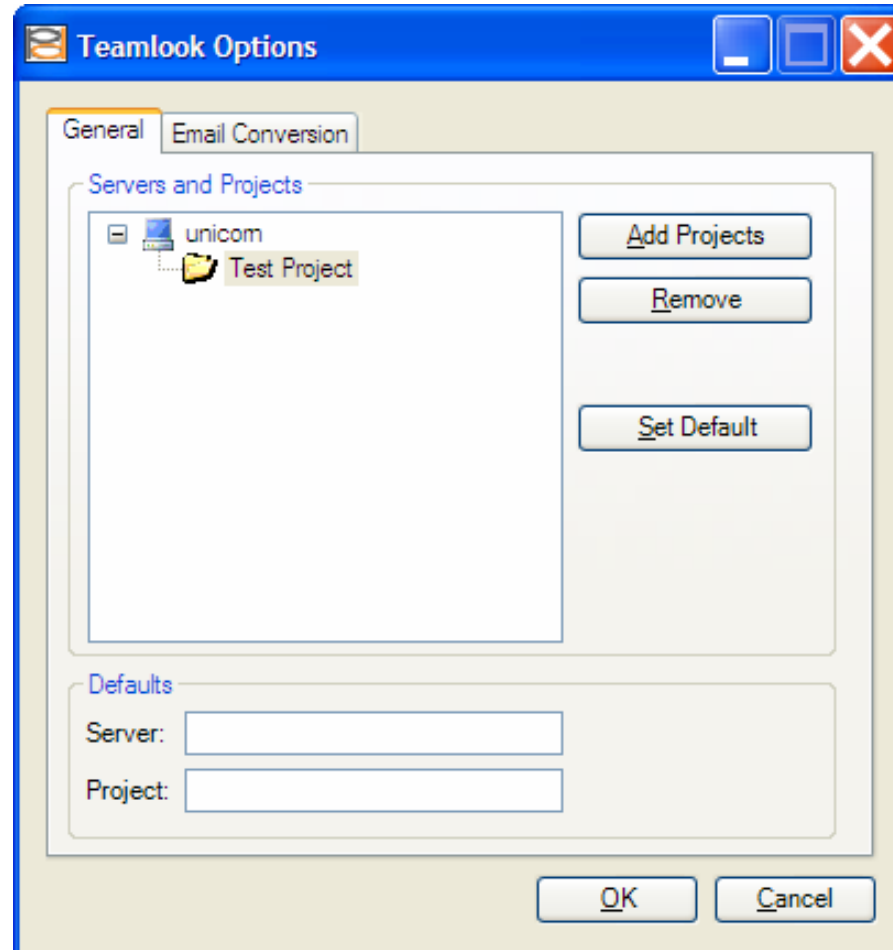 Teamlook Options
General
Email Conversion
Servers and Projects
unicom
Test Project
Add Projects
Remove
Set Default
Defaults
Server:
Project:
OK
Cancel